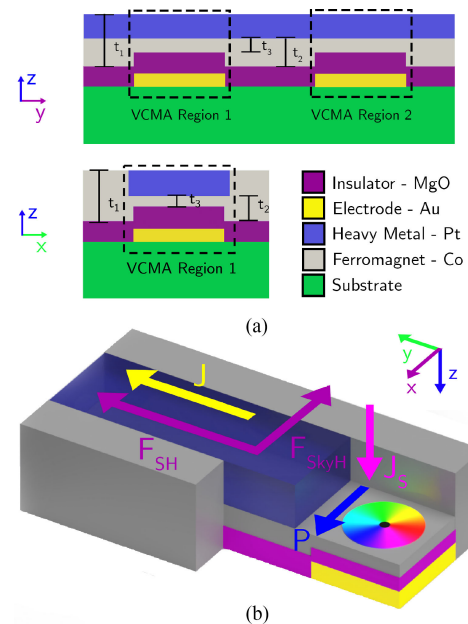 t1
t3
t2
z
y
VCMA Region 1
VCMA Region 2
z
x
t1
t3
t2
VCMA Region 1
Insulator - MgO
Electrode - Au
Heavy Metal - Pt
Ferromagnet - Co
Substrate
(a)
J
FSH
FSkyH
JS
P
y
x
z
(b)